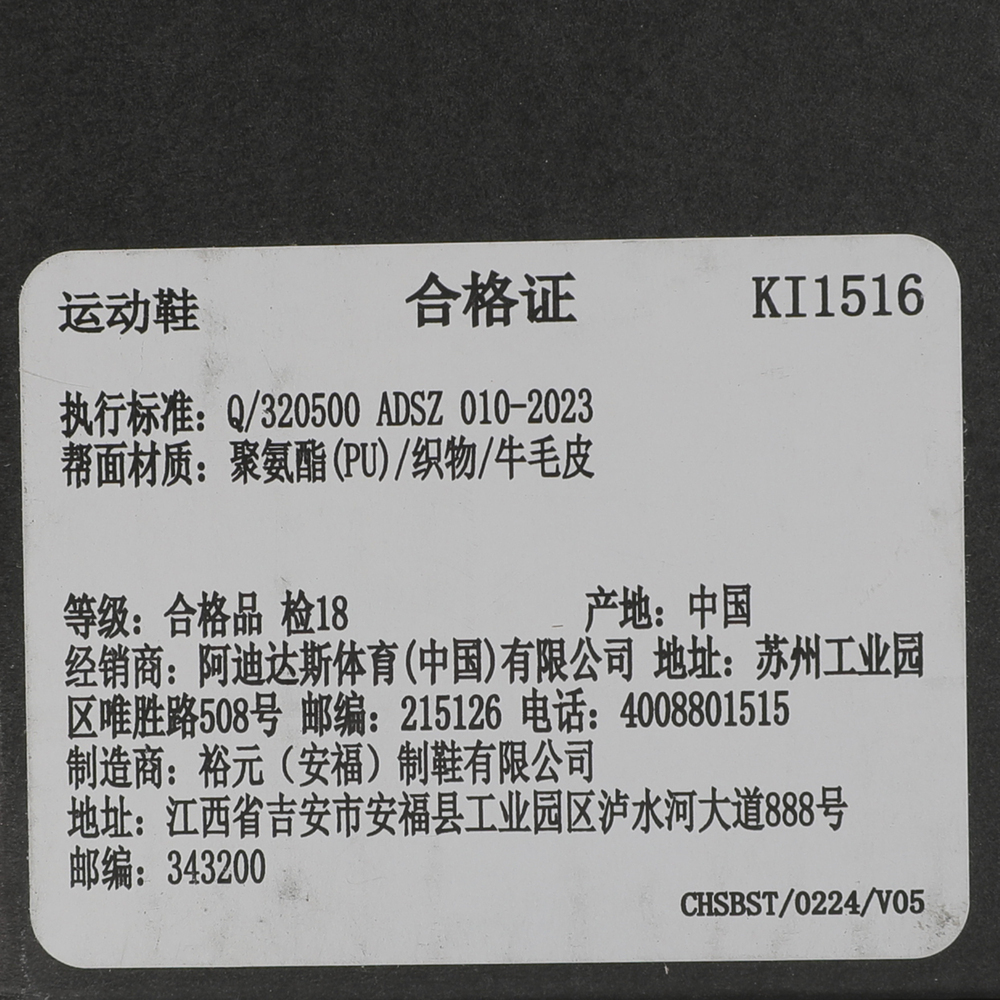 运动鞋 合格证 KI1516
执行标准：Q/320500 ADSZ 010-2023
帮面材质：聚氨酯(PU)/织物/牛毛皮
等级：合格品 检18 产地：中国
经销商：阿迪达斯体育(中国)有限公司 地址：苏州工业园
区唯胜路508号 邮编：215126 电话：4008801515
制造商：裕元（安福）制鞋有限公司
地址：江西省吉安市安福县工业园区泸水河大道888号
邮编：343200
CHSBST/0224/V05